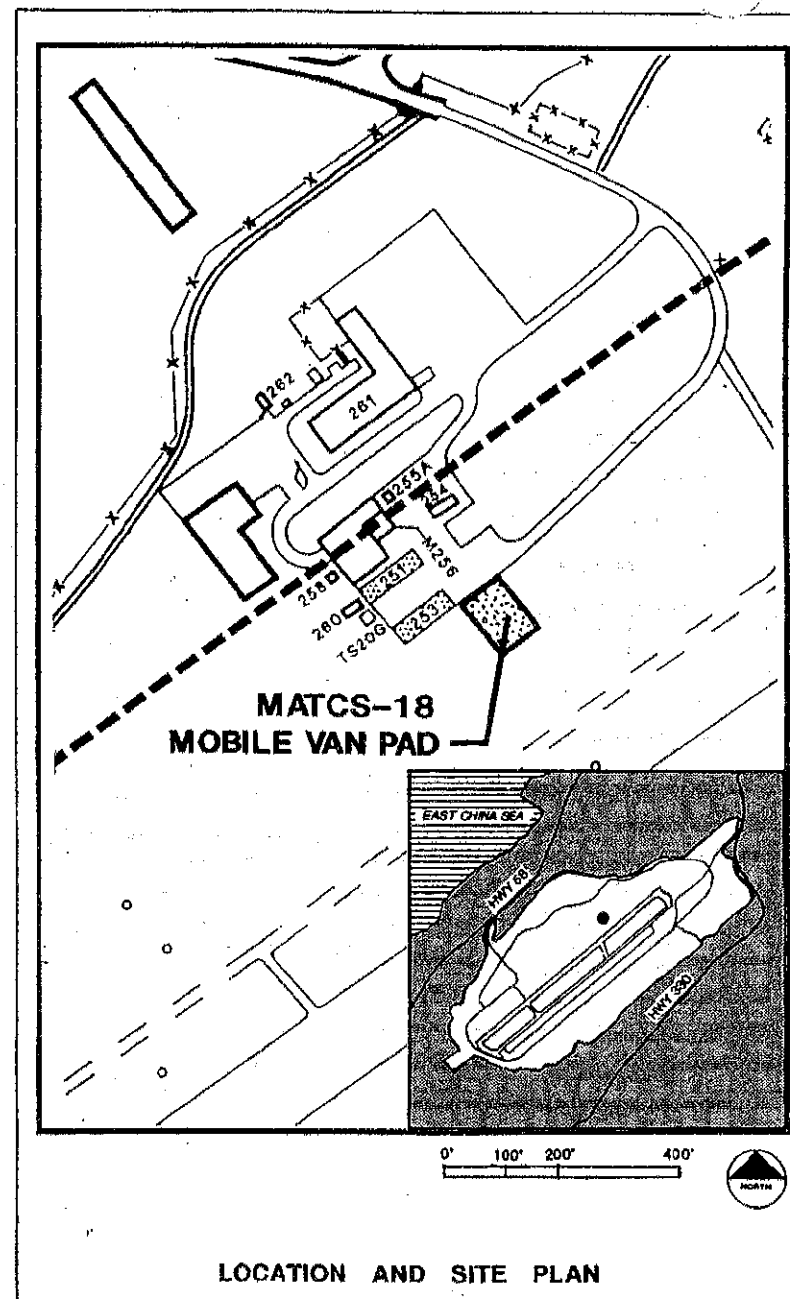 262
261
255A
254
M256
251
258
260
TS20G
253
MATCS-18
MOBILE VAN PAD
EAST CHINA SEA
HWY 58
HWY 330
0' 100' 200' 400'
NORTH
LOCATION AND SITE PLAN